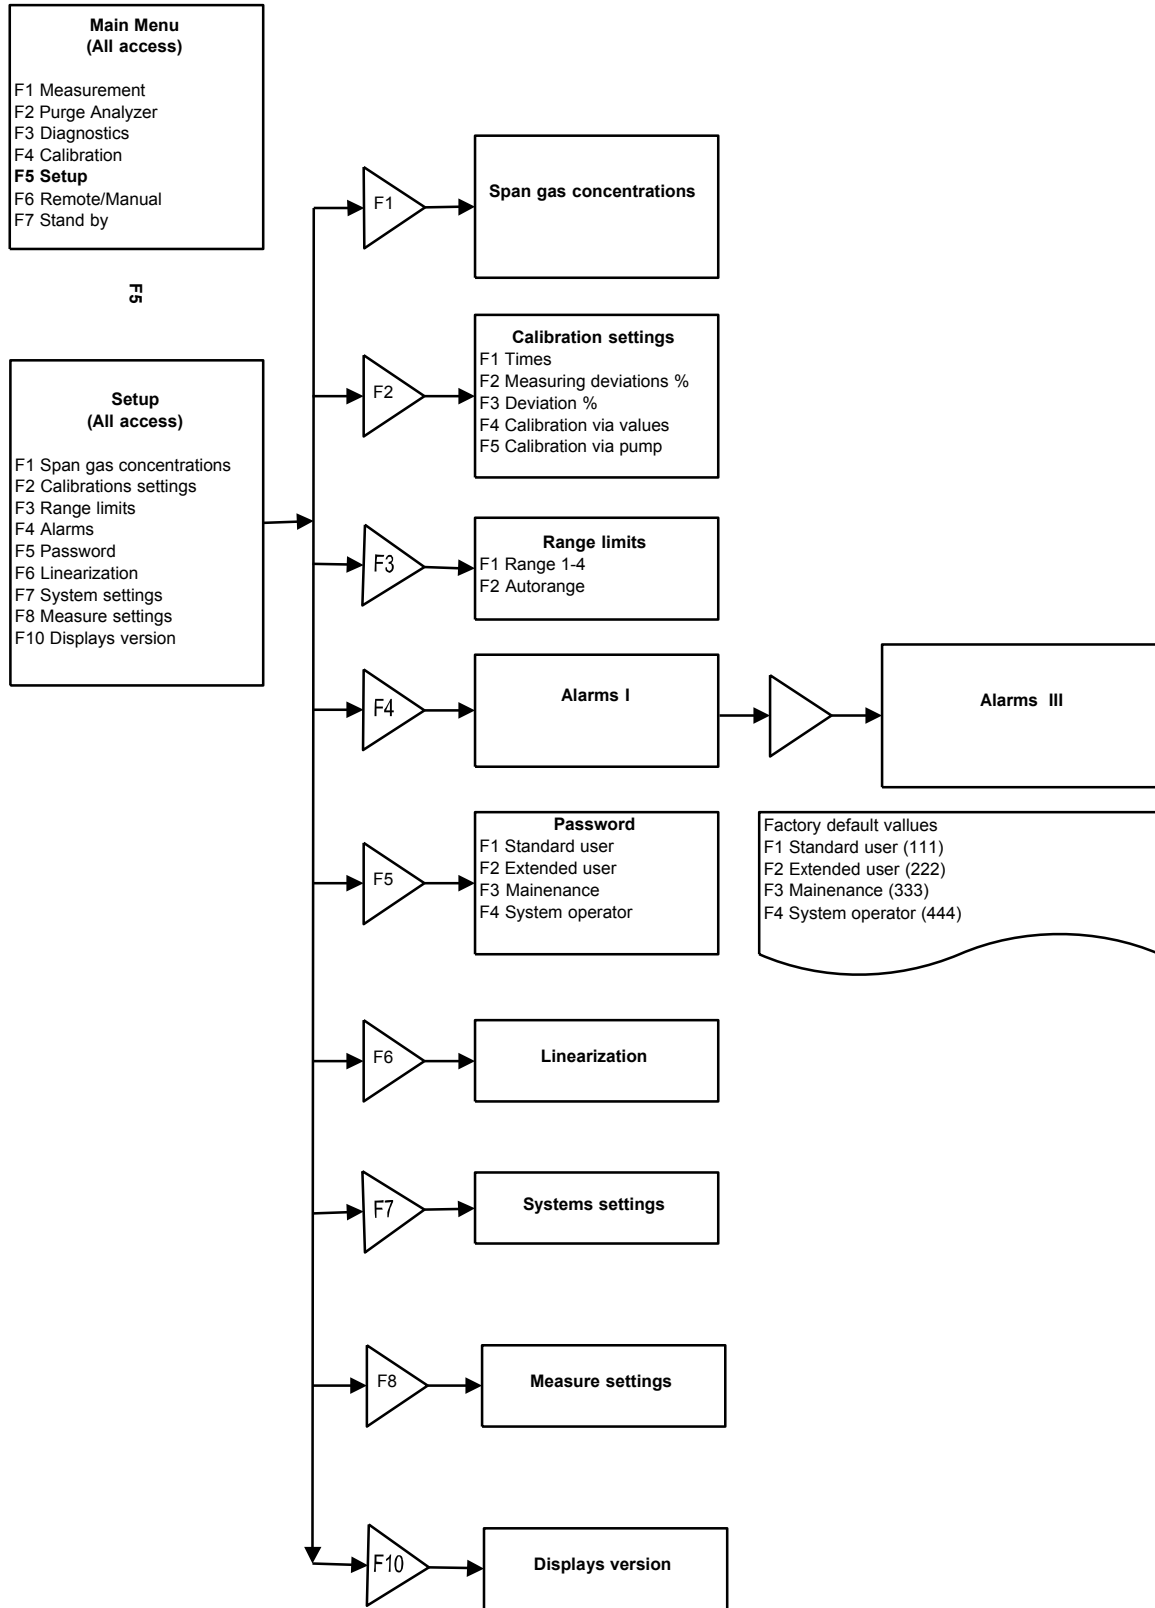 Main Menu
(All access)
F1 Measurement
F2 Purge Analyzer
F3 Diagnostics
F4 Calibration
F5 Setup
F6 Remote/Manual
F7 Stand by
F5
Setup
(All access)
F1 Span gas concentrations
F2 Calibrations settings
F3 Range limits
F4 Alarms
F5 Password
F6 Linearization
F7 System settings
F8 Measure settings
F10 Displays version
F1
Span gas concentrations
F2
Calibration settings
F1 Times
F2 Measuring deviations %
F3 Deviation %
F4 Calibration via values
F5 Calibration via pump
F3
Range limits
F1 Range 1-4
F2 Autorange
F4
Alarms I
Alarms III
F5
Password
F1 Standard user
F2 Extended user
F3 Mainenance
F4 System operator
Factory default vallues
F1 Standard user (111)
F2 Extended user (222)
F3 Mainenance (333)
F4 System operator (444)
F6
Linearization
F7
Systems settings
F8
Measure settings
F10
Displays version